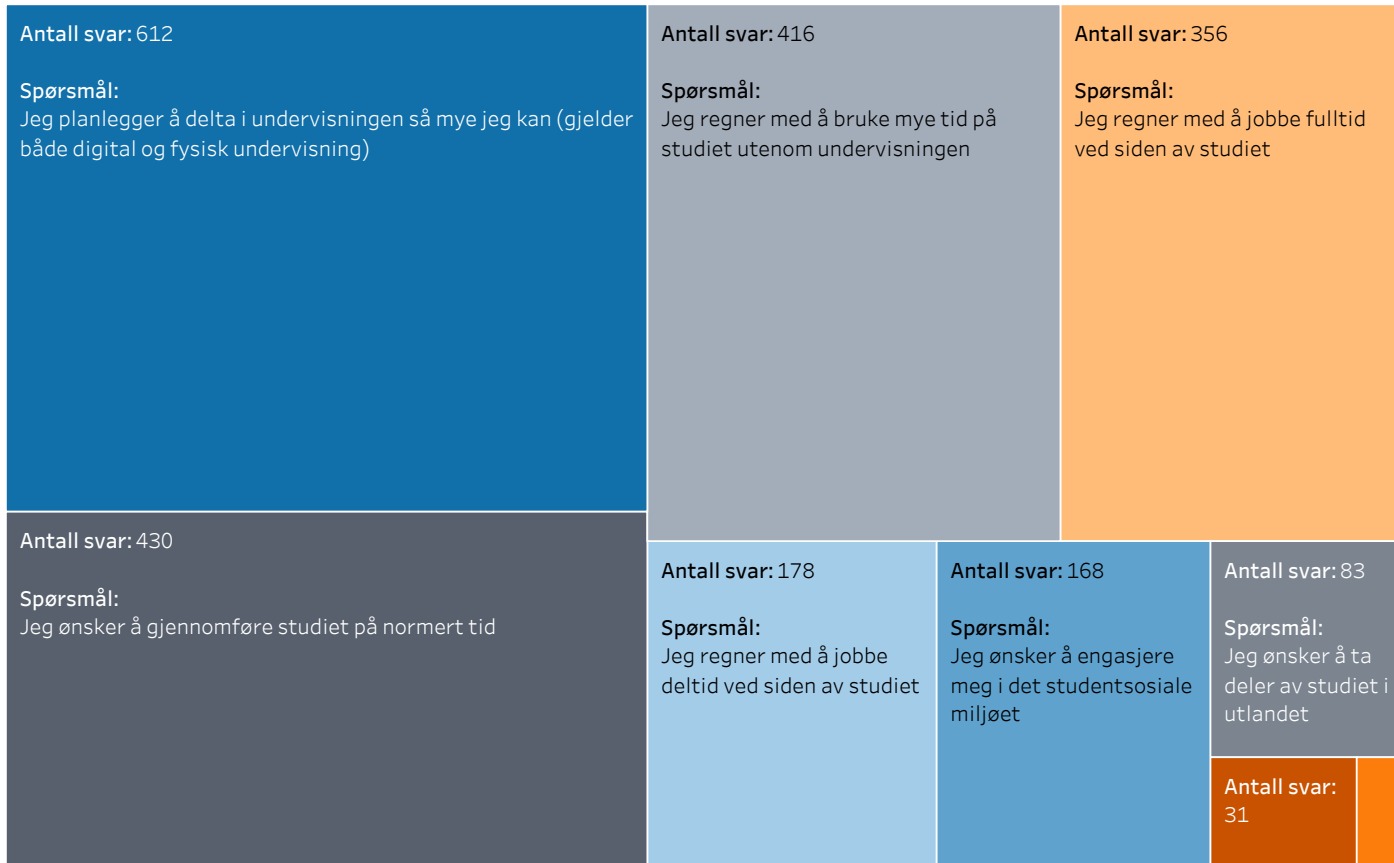 Antall svar: 612
Spørsmål:
Jeg planlegger å delta i undervisningen så mye jeg kan (gjelder
både digital og fysisk undervisning)
Antall svar: 430
Spørsmål:
Jeg ønsker å gjennomføre studiet på normert tid
Antall svar: 416
Spørsmål:
Jeg regner med å bruke mye tid på
studiet utenom undervisningen
Antall svar: 356
Spørsmål:
Jeg regner med å jobbe fulltid
ved siden av studiet
Antall svar: 178
Spørsmål:
Jeg regner med å jobbe
deltid ved siden av studiet
Antall svar: 168
Spørsmål:
Jeg ønsker å engasjere
meg i det studentsosiale
miljøet
Antall svar: 83
Spørsmål:
Jeg ønsker å ta
deler av studiet i
utlandet
Antall svar:
31